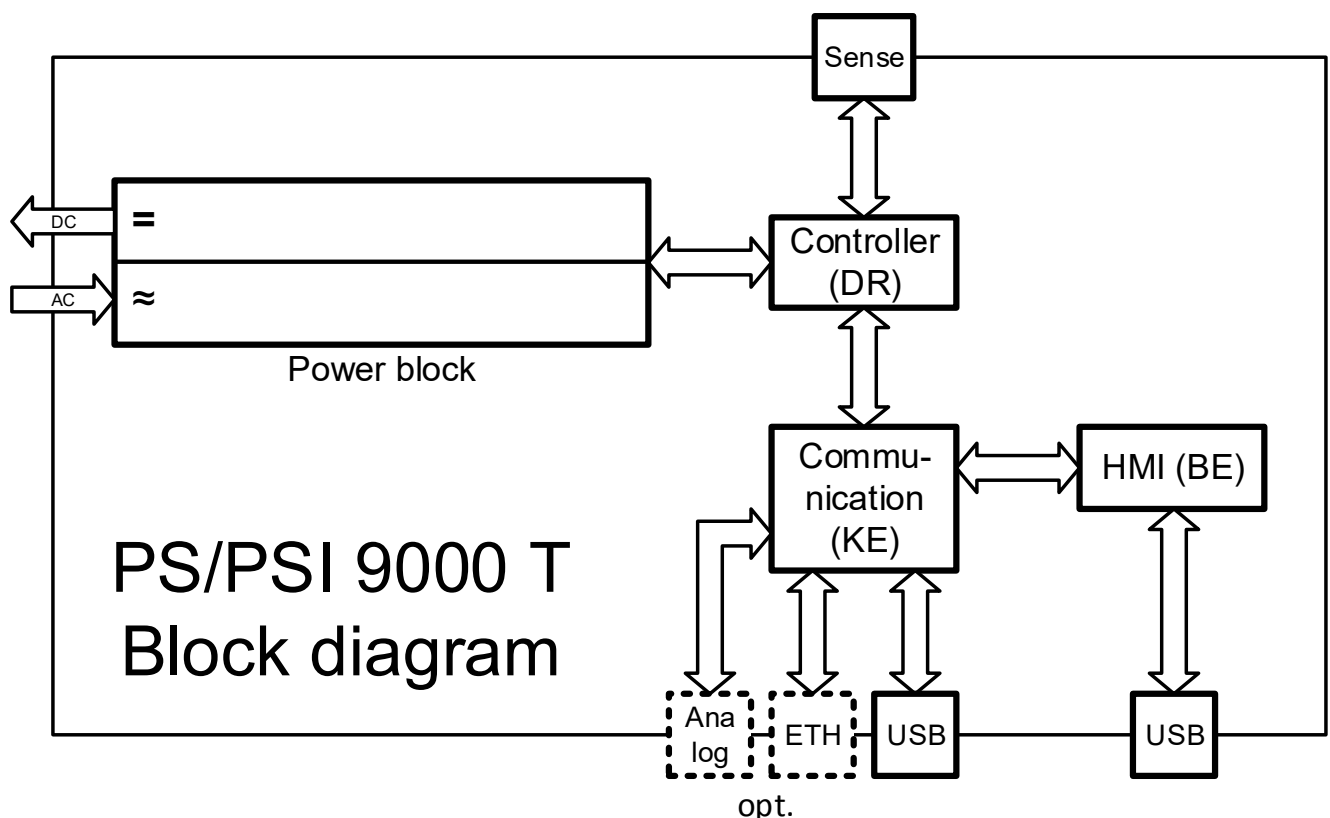 Sense
DC
=
AC
≈
Power block
Controller
(DR)
Commu-
nication
(KE)
HMI (BE)
PS/PSI 9000 T
Block diagram
Ana
log
ETH
USB
USB
opt.